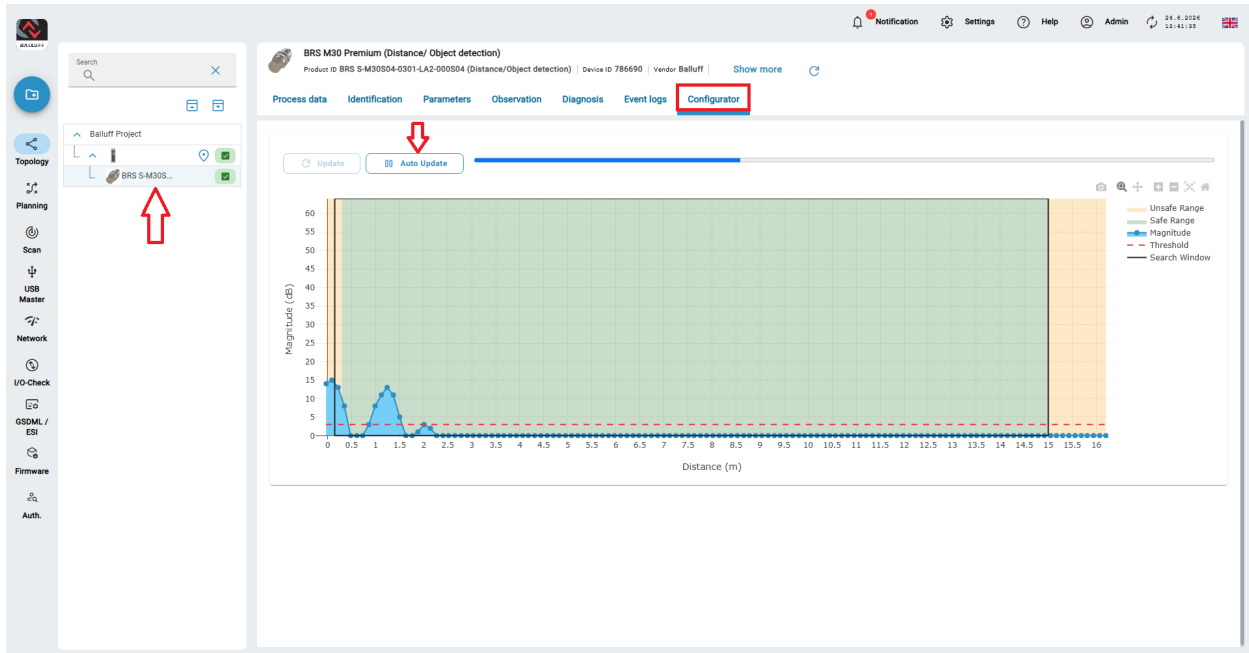 BALLUFF
1
Notification
Settings
Help
Admin
24.6.2026
12:41:25
Search
Balluff Project
BRS S-M30S...
Topology
Planning
Scan
USB
Master
Network
I/O-Check
GSDML /
ESI
Firmware
Auth.
BRS M30 Premium (Distance/ Object detection)
Product ID BRS S-M30S04-0301-LA2-000S04 (Distance/Object detection) Device ID 786690 Vendor Balluff Show more
Process data Identification Parameters Observation Diagnosis Event logs Configurator
Update
Auto Update
Unsafe Range
Safe Range
Magnitude
Threshold
Search Window
Magnitude (dB)
60
55
50
45
40
35
30
25
20
15
10
5
0
0 0.5 1 1.5 2 2.5 3 3.5 4 4.5 5 5.5 6 6.5 7 7.5 8 8.5 9 9.5 10 10.5 11 11.5 12 12.5 13 13.5 14 14.5 15 15.5 16
Distance (m)